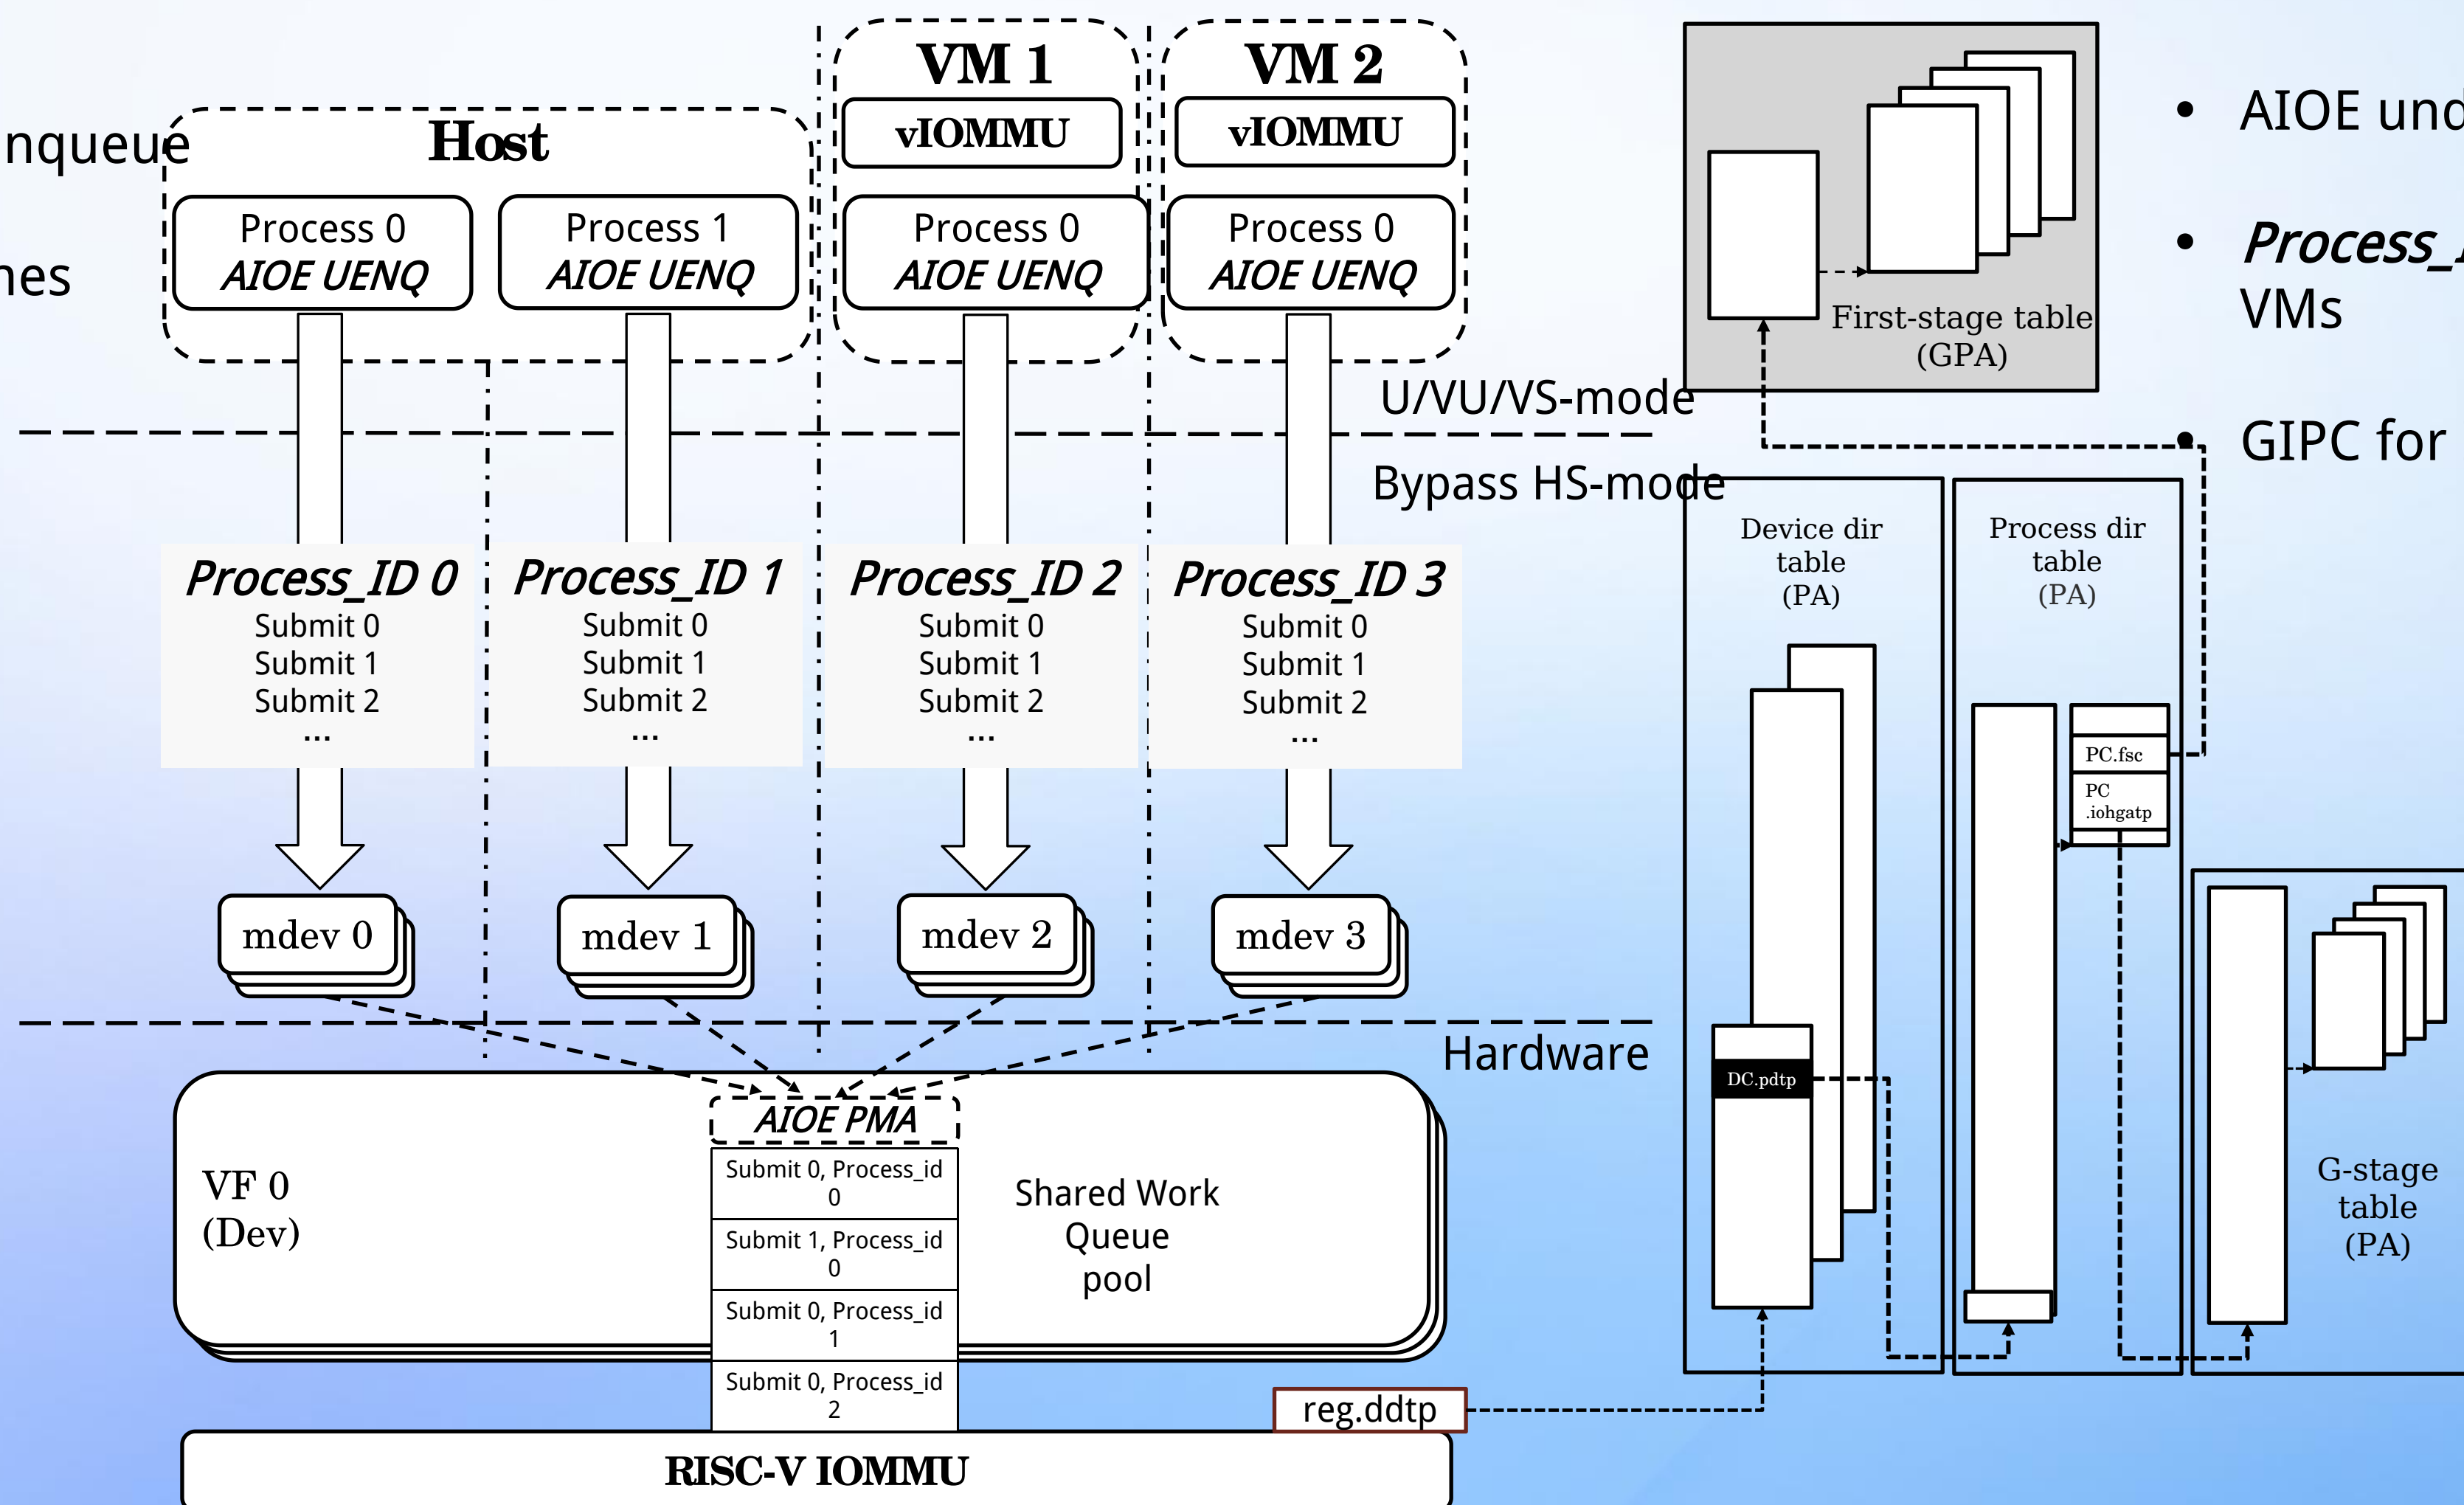 nqueue
nes
Host
Process 0
AIOE UENQ
Process 1
AIOE UENQ
VM 1
vIOMMU
Process 0
AIOE UENQ
VM 2
vIOMMU
Process 0
AIOE UENQ
U/VU/VS-mode
Bypass HS-mode
Process_ID 0
Submit 0
Submit 1
Submit 2
...
Process_ID 1
Submit 0
Submit 1
Submit 2
...
Process_ID 2
Submit 0
Submit 1
Submit 2
...
Process_ID 3
Submit 0
Submit 1
Submit 2
...
mdev 0
mdev 1
mdev 2
mdev 3
Hardware
VF 0
(Dev)
AIOE PMA
Submit 0, Process_id
0
Submit 1, Process_id
0
Submit 0, Process_id
1
Submit 0, Process_id
2
Shared Work
Queue
pool
reg.ddtp
RISC-V IOMMU
First-stage table
(GPA)
Device dir
table
(PA)
DC.pdtp
Process dir
table
(PA)
PC.fsc
PC
.iohgatp
G-stage
table
(PA)
• AIOE und
• Process_I
VMs
• GIPC for